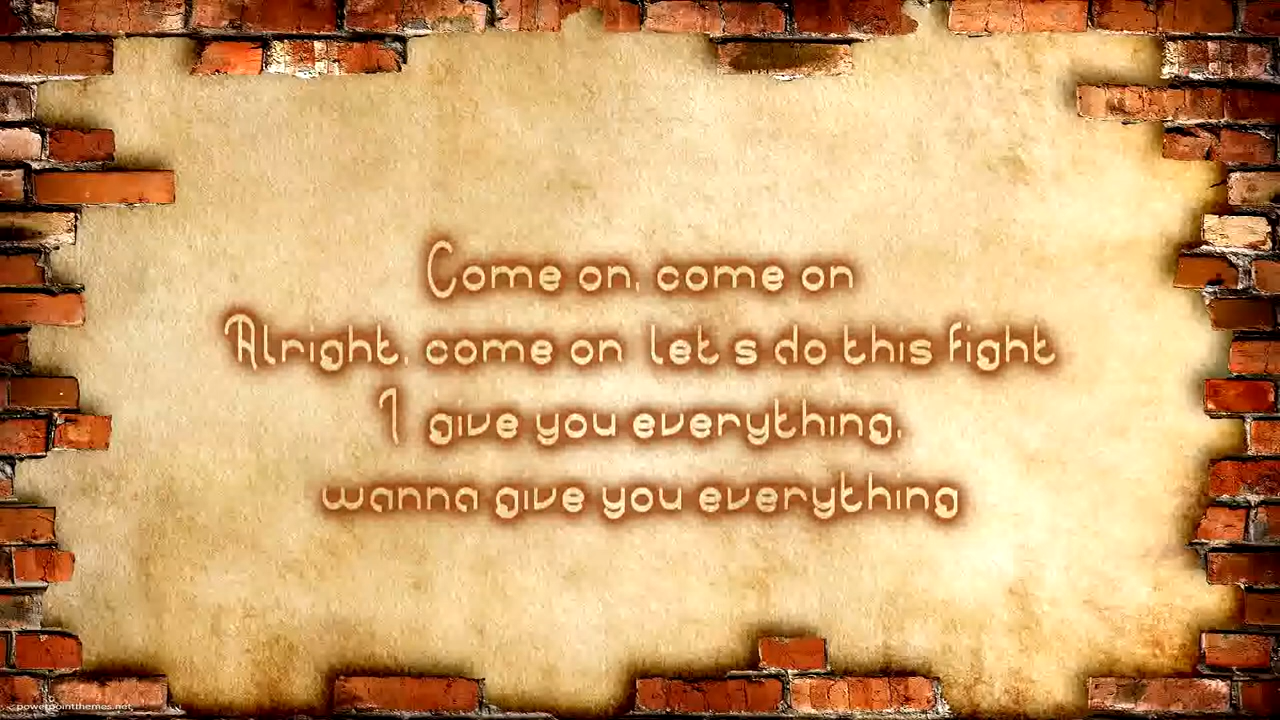 Come on, come on
Alright, come on let s do this fight
I give you everything,
wanna give you everything
powerpointthemes.net